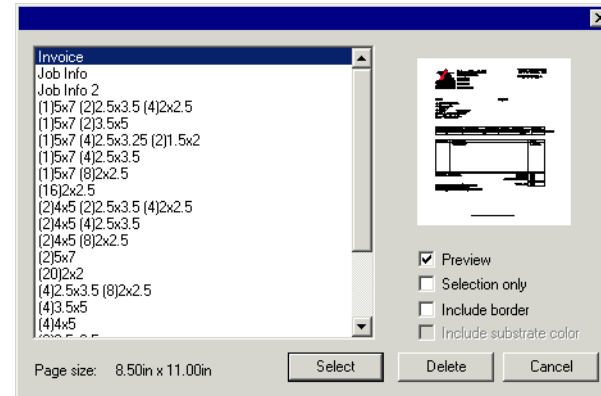 Invoice
Job Info
Job Info 2
(1)5x7 (2)2.5x3.5 (4)2x2.5
(1)5x7 (2)3.5x5
(1)5x7 (4)2.5x3.25 (2)1.5x2
(1)5x7 (4)2.5x3.5
(1)5x7 (8)2x2.5
(16)2x2.5
(2)4x5 (2)2.5x3.5 (4)2x2.5
(2)4x5 (4)2.5x3.5
(2)4x5 (8)2x2.5
(2)5x7
(20)2x2
(4)2.5x3.5 (8)2x2.5
(4)3.5x5
(4)4x5
Preview
Selection only
Include border
Include substrate color
Page size: 8.50in x 11.00in
Select
Delete
Cancel